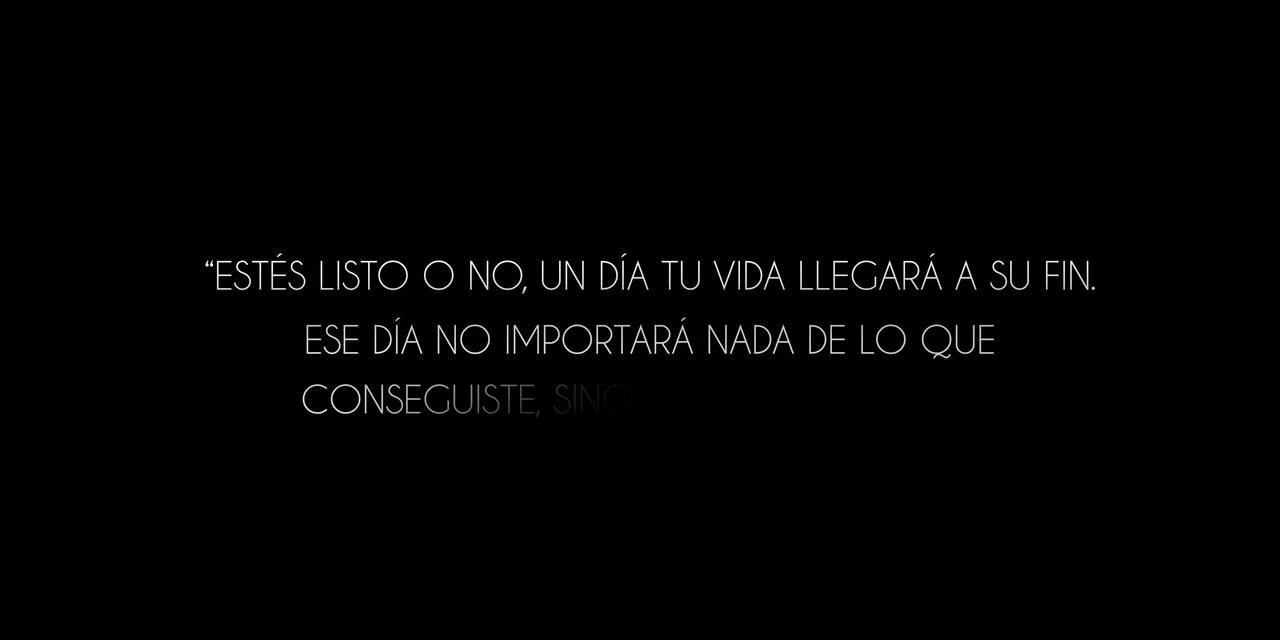 “ESTÉS LISTO O NO, UN DÍA TU VIDA LLEGARÁ A SU FIN.
ESE DÍA NO IMPORTARÁ NADA DE LO QUE
CONSEGUISTE, SINO